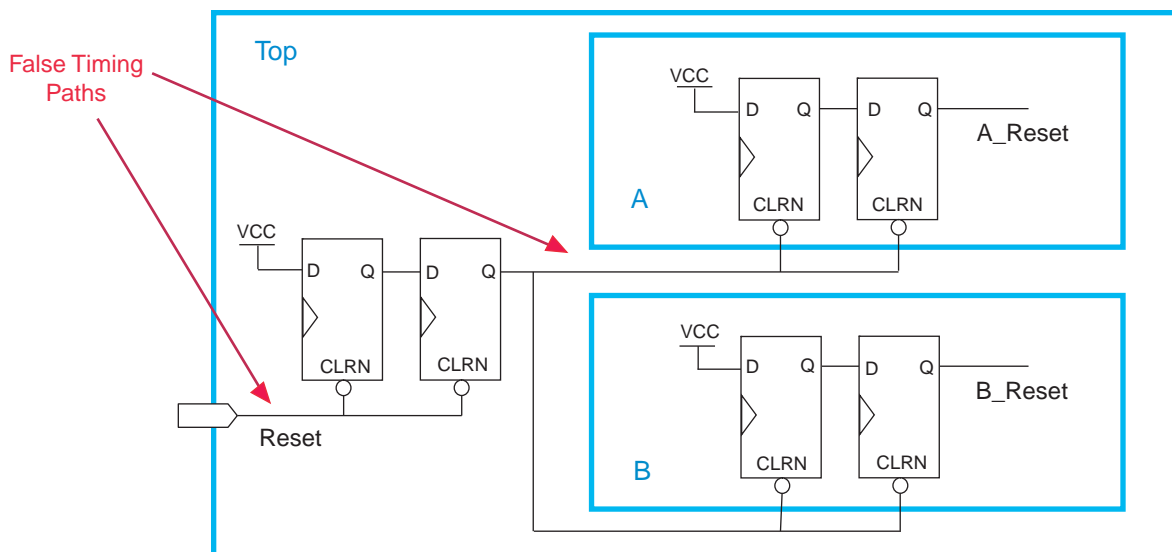 Top
False Timing
Paths
VCC
D
Q
D
Q
A_Reset
CLRN
CLRN
A
VCC
D
Q
D
Q
CLRN
CLRN
Reset
VCC
D
Q
D
Q
B_Reset
CLRN
CLRN
B